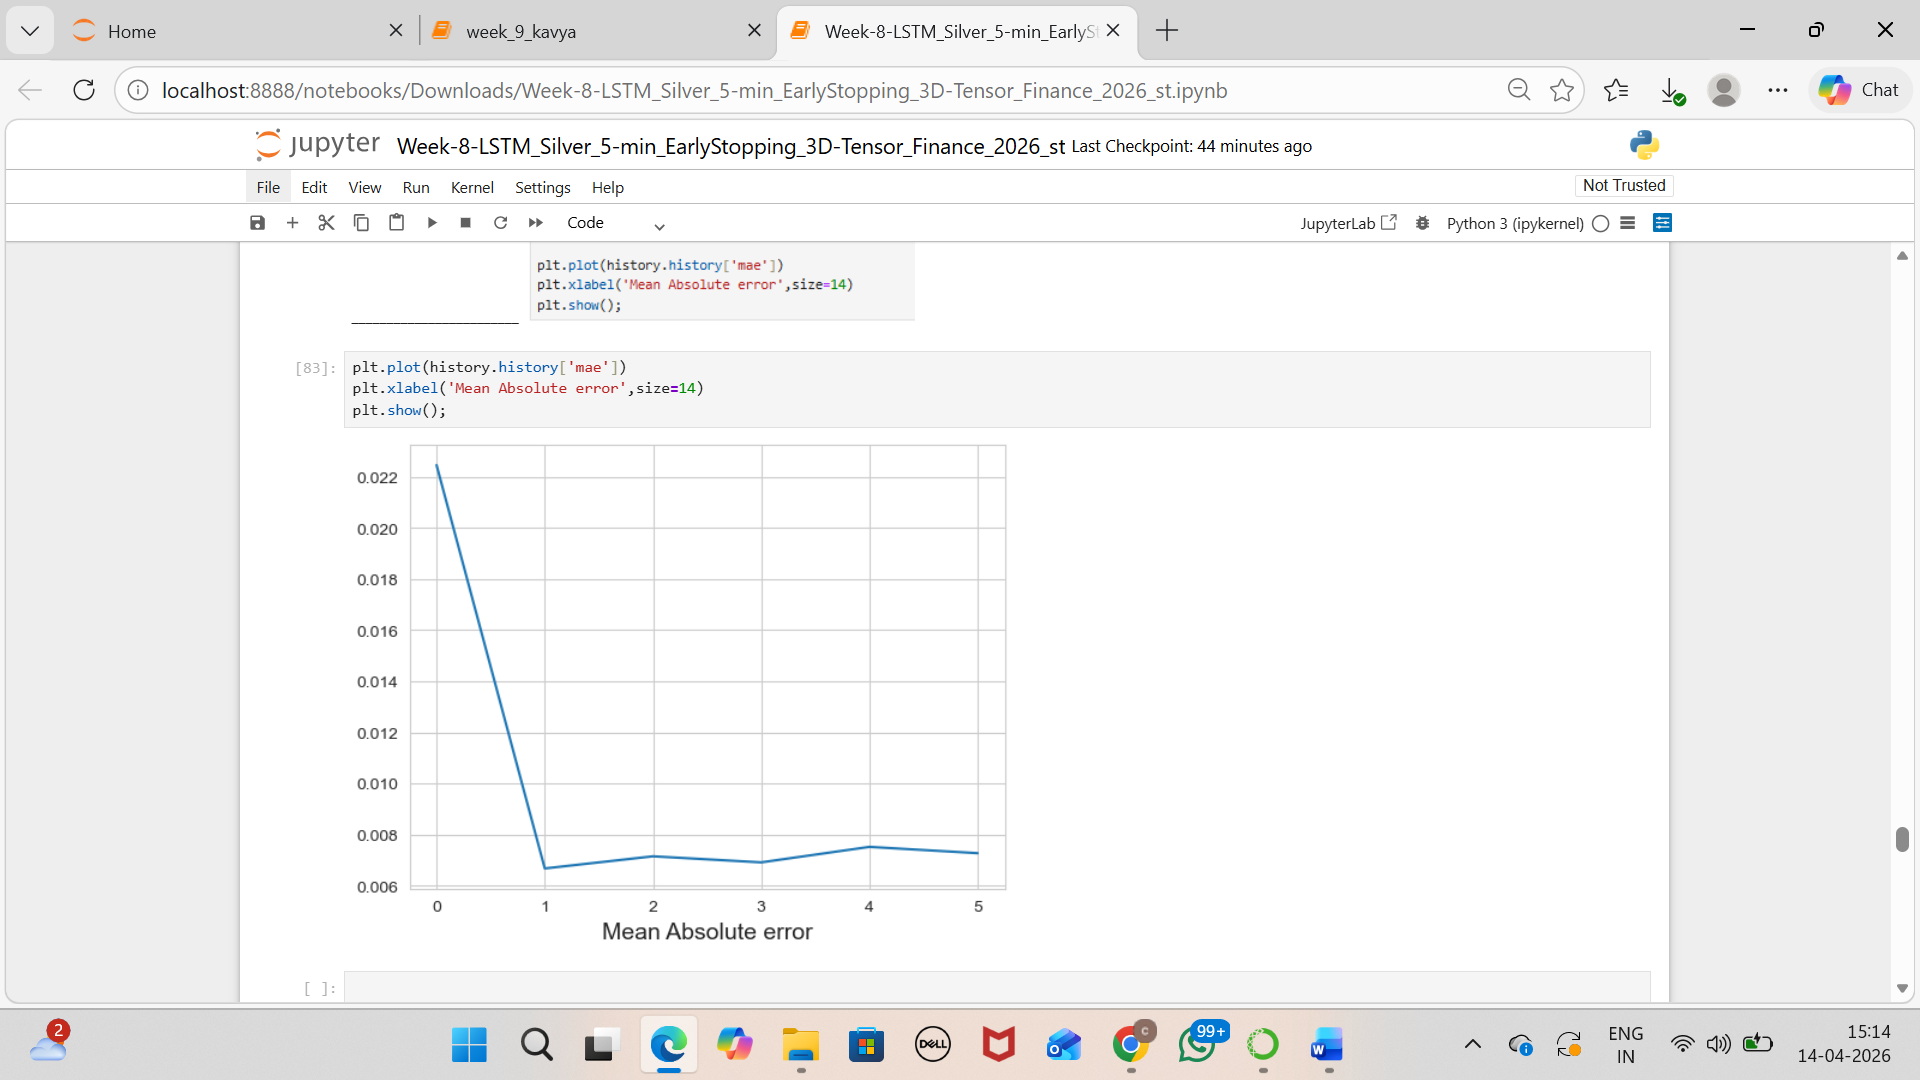 Home
week_9_kavya
Week-8-LSTM_Silver_5-min_EarlySt
localhost:8888/notebooks/Downloads/Week-8-LSTM_Silver_5-min_EarlyStopping_3D-Tensor_Finance_2026_st.ipynb
Chat
jupyter Week-8-LSTM_Silver_5-min_EarlyStopping_3D-Tensor_Finance_2026_st Last Checkpoint: 44 minutes ago
File Edit View Run Kernel Settings Help
Not Trusted
Code
JupyterLab
Python 3 (ipykernel)
plt.plot(history.history['mae'])
plt.xlabel('Mean Absolute error',size=14)
plt.show();
[83]:
plt.plot(history.history['mae'])
plt.xlabel('Mean Absolute error',size=14)
plt.show();
0.022
0.020
0.018
0.016
0.014
0.012
0.010
0.008
0.006
0 1 2 3 4 5
Mean Absolute error
[ ]:
2
DELL
C
99+
W
ENG
IN
15:14
14-04-2026